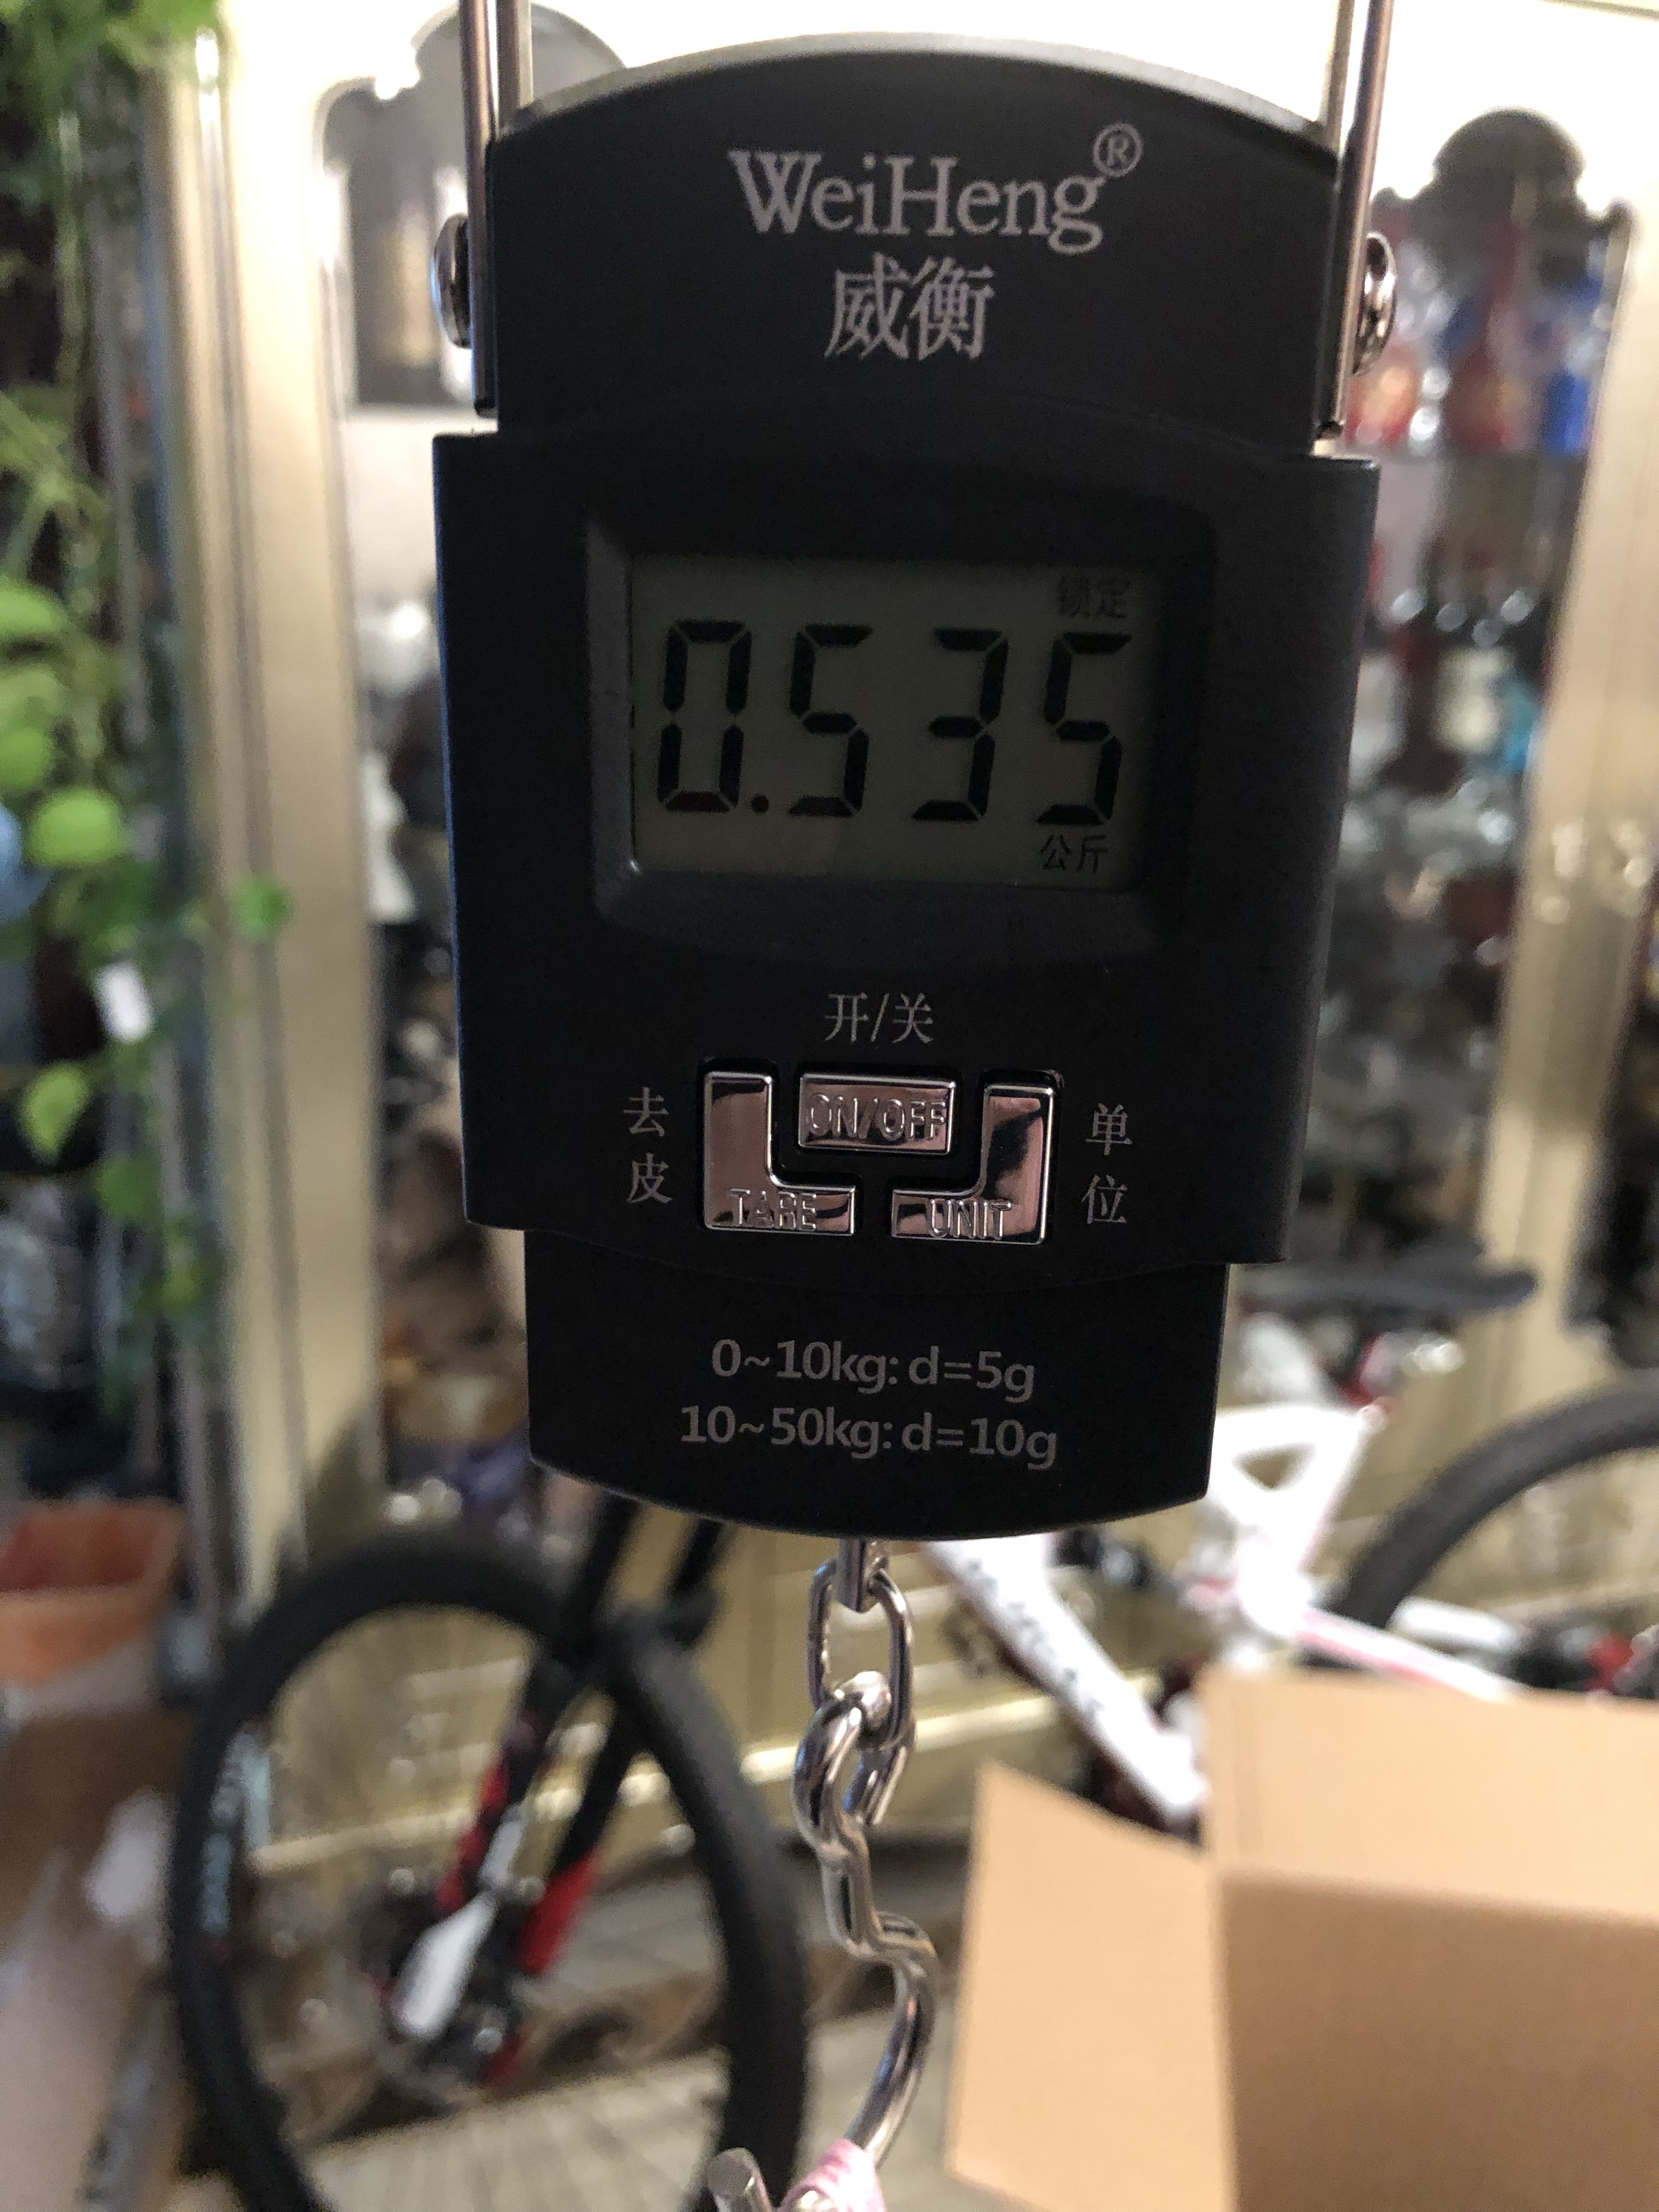 WeiHeng®
威衡
锁定
0.535
公斤
开/关
去皮
ON/OFF
TARE
UNIT
单位
0~10kg: d=5g
10~50kg: d=10g